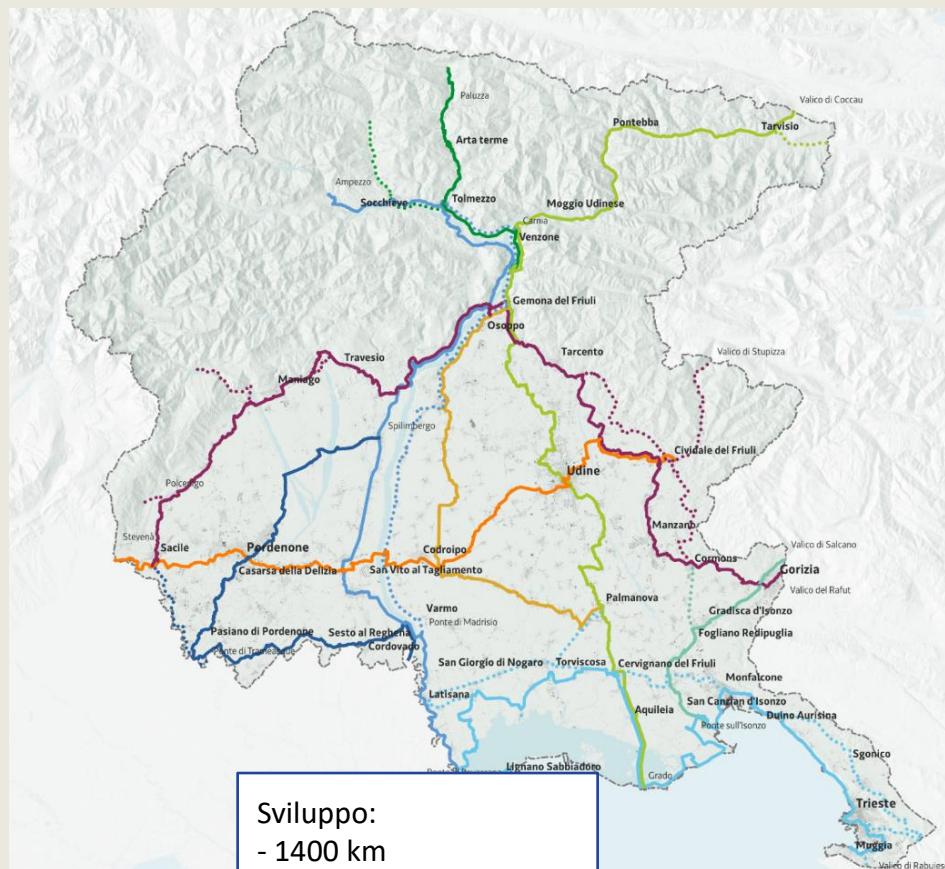 Paluzza
Valico di Coccau
Pontebba
Tarvisio
Arta terme
Ampezzo
Socchieve
Tolmezzo
Moggio Udinese
Carnia
Venzone
Gemona del Friuli
Osoppo
Travesio
Tarcento
Valico di Stupizza
Maniago
Spilimbergo
Cividale del Friuli
Udine
Polcenigo
Manzano
Stevenà
Sacile
Pordenone
Codroipo
Cormons
Valico di Salcano
Casarsa della Delizia
San Vito al Tagliamento
Gorizia
Valico del Rafut
Palmanova
Varmo
Gradisca d'Isonzo
Ponte di Madrisio
Pasiano di Pordenone
Sesto al Reghena
Fogliano Redipuglia
Ponte di Trameacque
Cordovado
San Giorgio di Nogaro
Torviscosa
Cervignano del Friuli
Monfalcone
Latisana
San Canzian d'Isonzo
Aquileia
Duino Aurisina
Ponte sull'Isonzo
Sgonico
Lignano Sabbiadoro
Grado
Trieste
Muggia
Valico di Rabuiese
Sviluppo:
- 1400 km